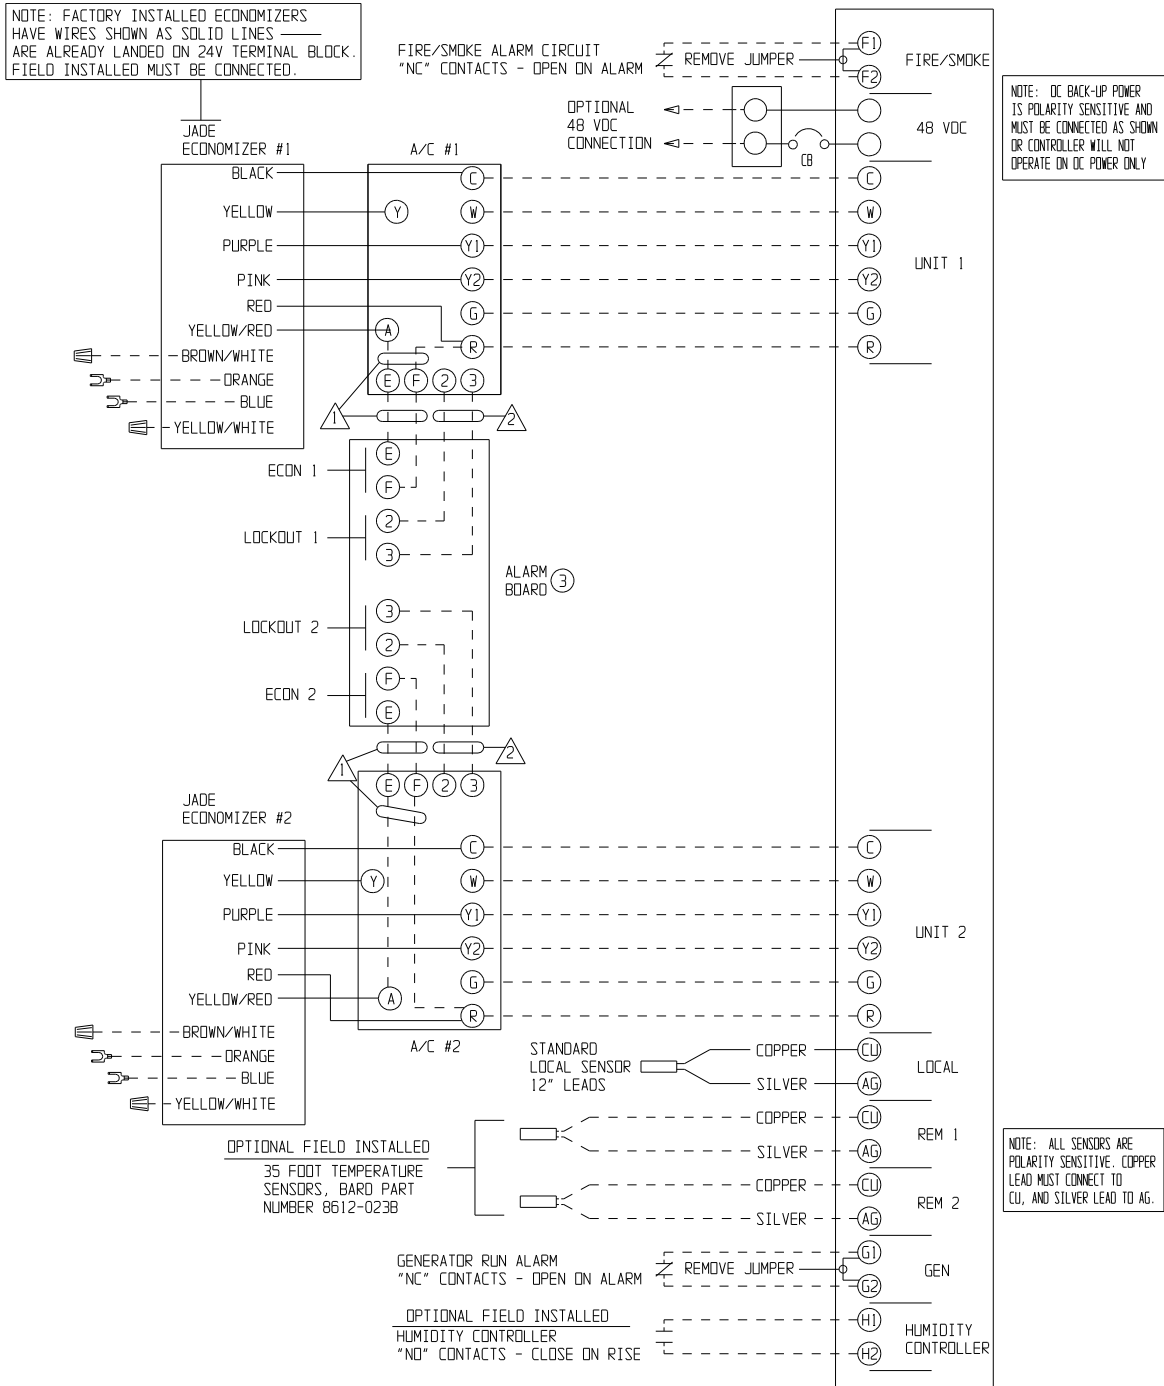 NOTE: FACTORY INSTALLED ECONOMIZERS
HAVE WIRES SHOWN AS SOLID LINES
ARE ALREADY LANDED ON 24V TERMINAL BLOCK.
FIELD INSTALLED MUST BE CONNECTED.
FIRE/SMOKE ALARM CIRCUIT
"NC" CONTACTS - OPEN ON ALARM
REMOVE JUMPER
F1
F2
FIRE/SMOKE
OPTIONAL
48 VDC
CONNECTION
CB
48 VDC
NOTE: DC BACK-UP POWER
IS POLARITY SENSITIVE AND
MUST BE CONNECTED AS SHOWN
OR CONTROLLER WILL NOT
OPERATE ON DC POWER ONLY
JADE
ECONOMIZER #1
A/C #1
BLACK
YELLOW
PURPLE
PINK
RED
YELLOW/RED
BROWN/WHITE
ORANGE
BLUE
YELLOW/WHITE
Y
A
C
W
Y1
Y2
G
R
E
F
2
3
C
W
Y1
Y2
G
R
UNIT 1
1
2
ECON 1
E
F
LOCKOUT 1
2
3
ALARM
BOARD
3
LOCKOUT 2
3
2
ECON 2
F
E
1
2
E
F
2
3
JADE
ECONOMIZER #2
BLACK
YELLOW
PURPLE
PINK
RED
YELLOW/RED
BROWN/WHITE
ORANGE
BLUE
YELLOW/WHITE
Y
A
C
W
Y1
Y2
G
R
A/C #2
C
W
Y1
Y2
G
R
UNIT 2
STANDARD
LOCAL SENSOR
12" LEADS
COPPER
SILVER
CU
AG
LOCAL
OPTIONAL FIELD INSTALLED
35 FOOT TEMPERATURE
SENSORS, BARD PART
NUMBER 8612-023B
COPPER
SILVER
CU
AG
REM 1
COPPER
SILVER
CU
AG
REM 2
NOTE: ALL SENSORS ARE
POLARITY SENSITIVE. COPPER
LEAD MUST CONNECT TO
CU, AND SILVER LEAD TO AG.
GENERATOR RUN ALARM
"NC" CONTACTS - OPEN ON ALARM
REMOVE JUMPER
G1
G2
GEN
OPTIONAL FIELD INSTALLED
HUMIDITY CONTROLLER
"NO" CONTACTS - CLOSE ON RISE
H1
H2
HUMIDITY
CONTROLLER